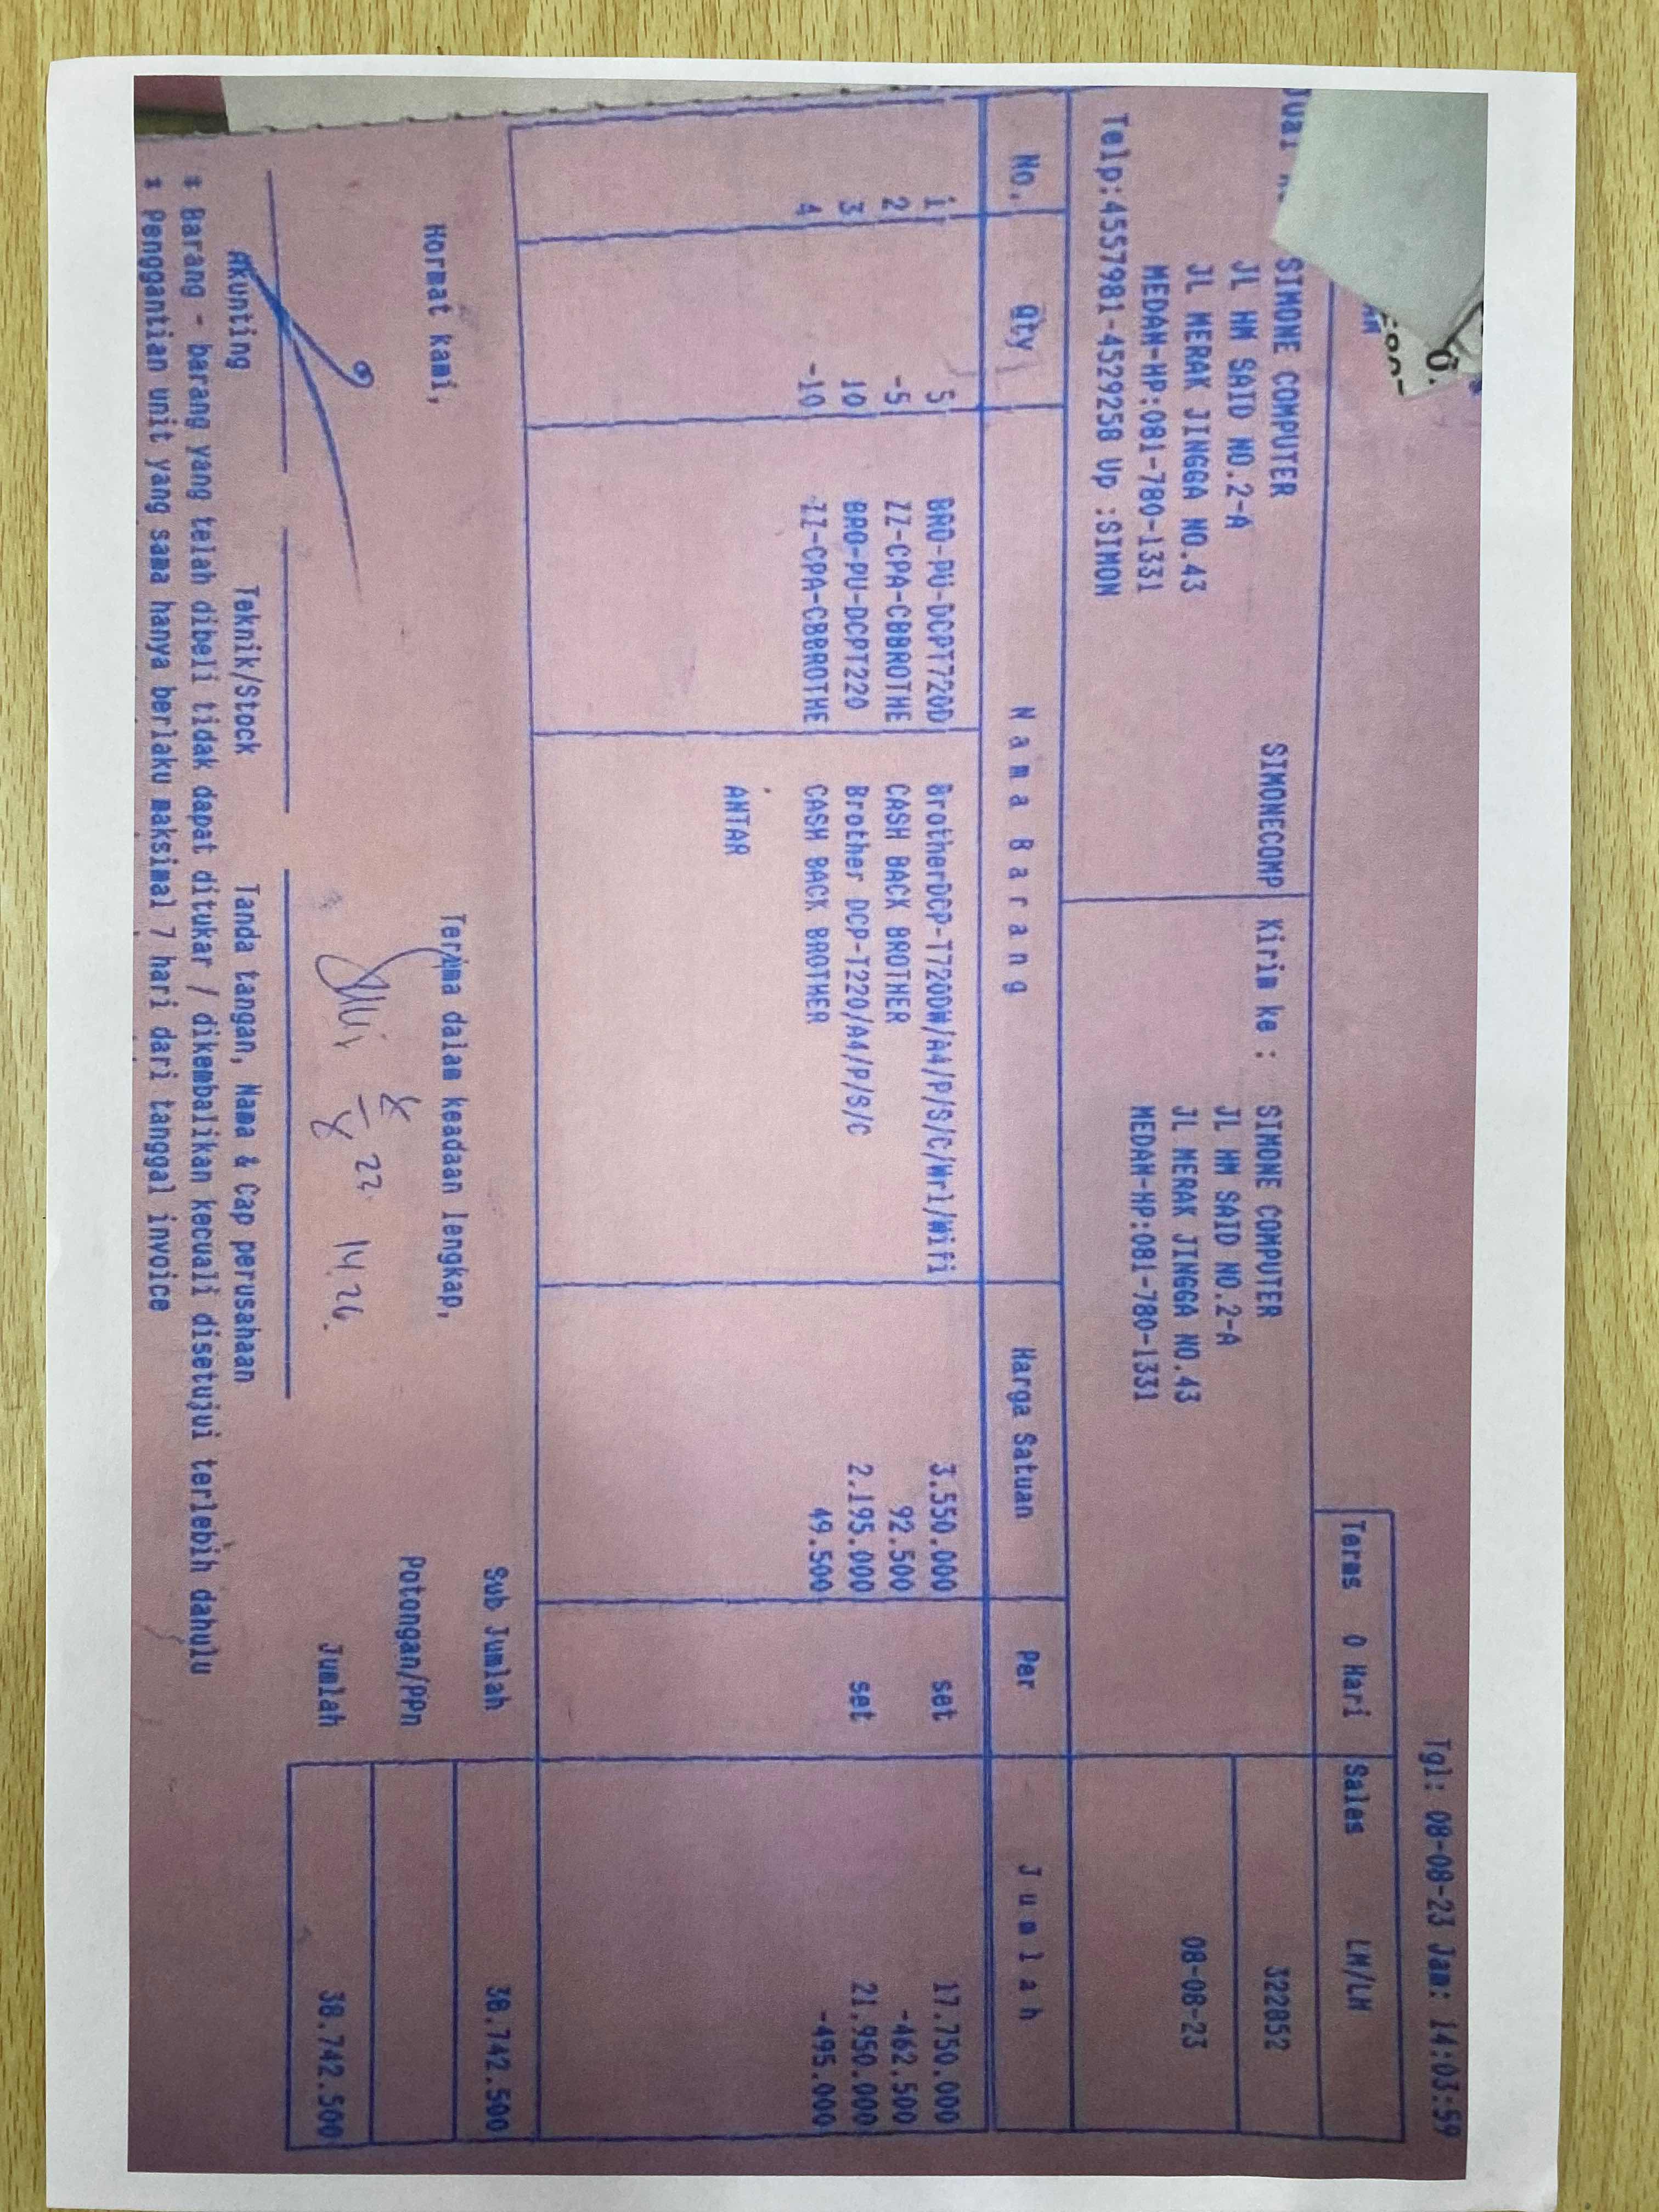 Tgl: 08-08-23 Jam: 14:03:59
Terms 0 Hari Sales LM/LM
SIMONE COMPUTER SIMONECOMP Kirim ke : SIMONE COMPUTER 322852
JL HM SAID NO.2-A JL HM SAID NO.2-A
JL MERAK JINGGA NO.43 JL MERAK JINGGA NO.43 08-08-23
MEDAN-HP:081-780-1331 MEDAN-HP:081-780-1331
Telp:4557981-4529258 Up :SIMON
No. Qty Nama Barang Harga Satuan Per Jumlah
1 5 BRO-PU-DCPT720D BrotherDCP-T720DW/A4/P/S/C/Wrl/Wifi 3.550.000 set 17.750.000
2 -5 ZZ-CPA-CBBROTHE CASH BACK BROTHER 92.500 -462.500
3 10 BRO-PU-DCPT220 Brother DCP-T220/A4/P/S/C 2.195.000 set 21.950.000
4 -10 ZZ-CPA-CBBROTHE CASH BACK BROTHER 49.500 -495.000
ANTAR
Sub Jumlah 38.742.500
Hormat kami, Terima dalam keadaan lengkap,
Potongan/PPn
8/8 23 14.26.
Jumlah 38.742.500
Akunting Teknik/Stock Tanda tangan, Nama & Cap perusahaan
* Barang - barang yang telah dibeli tidak dapat ditukar / dikembalikan kecuali disetujui terlebih dahulu
* Penggantian unit yang sama hanya berlaku maksimal 7 hari dari tanggal invoice